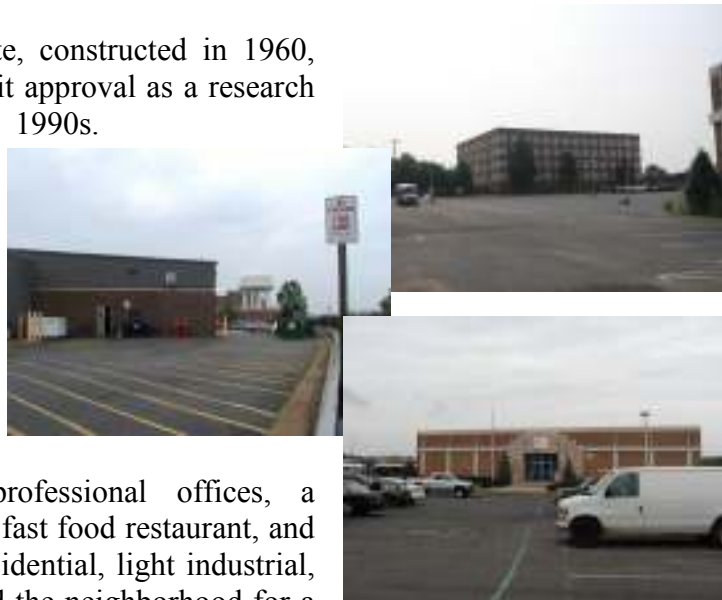 te, constructed in 1960,
it approval as a research
1990s.
professional offices, a
fast food restaurant, and
idential, light industrial,
the neighborhood for a